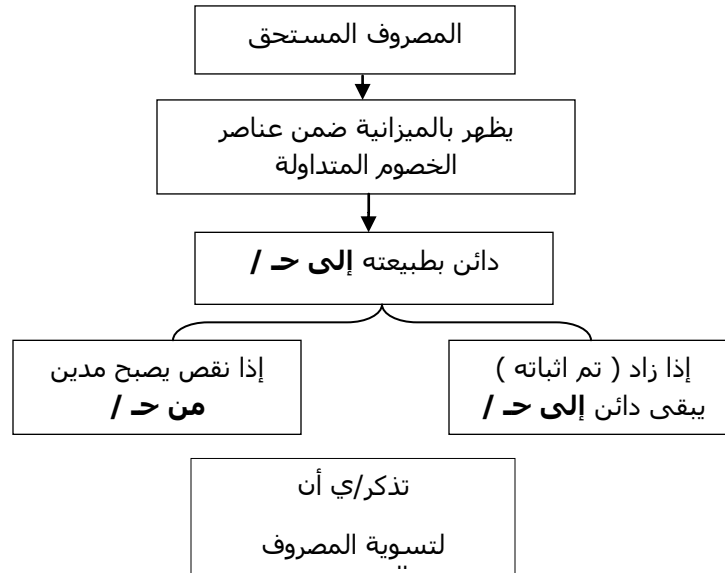 المصروف المستحق
يظهر بالميزانية ضمن عناصر
الخصوم المتداولة
دائن بطبيعته إلى حـ /
إذا زاد ( تم اثباته )
يبقى دائن إلى حـ /
إذا نقص يصبح مدين
من حـ /
تذكر/ي أن
لتسوية المصروف